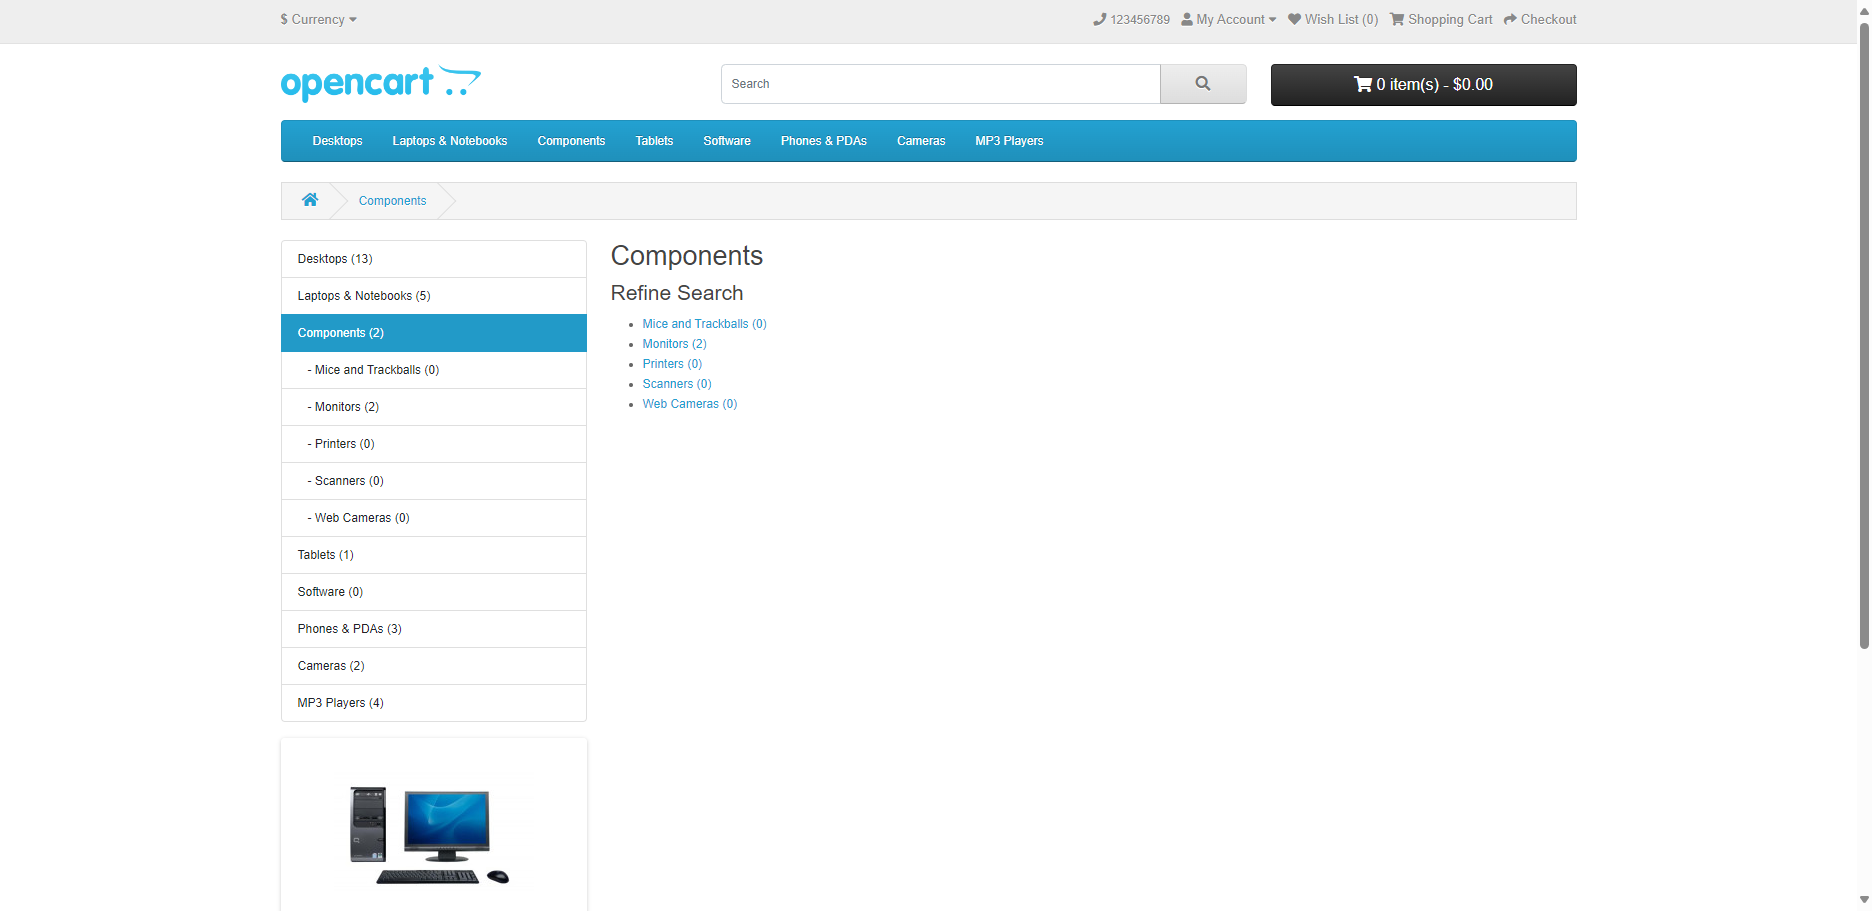 $ Currency
123456789 My Account Wish List (0) Shopping Cart Checkout
opencart
Search
0 item(s) - $0.00
Desktops Laptops & Notebooks Components Tablets Software Phones & PDAs Cameras MP3 Players
Components
Desktops (13)
Laptops & Notebooks (5)
Components (2)
- Mice and Trackballs (0)
- Monitors (2)
- Printers (0)
- Scanners (0)
- Web Cameras (0)
Tablets (1)
Software (0)
Phones & PDAs (3)
Cameras (2)
MP3 Players (4)
Components
Refine Search
Mice and Trackballs (0)
Monitors (2)
Printers (0)
Scanners (0)
Web Cameras (0)